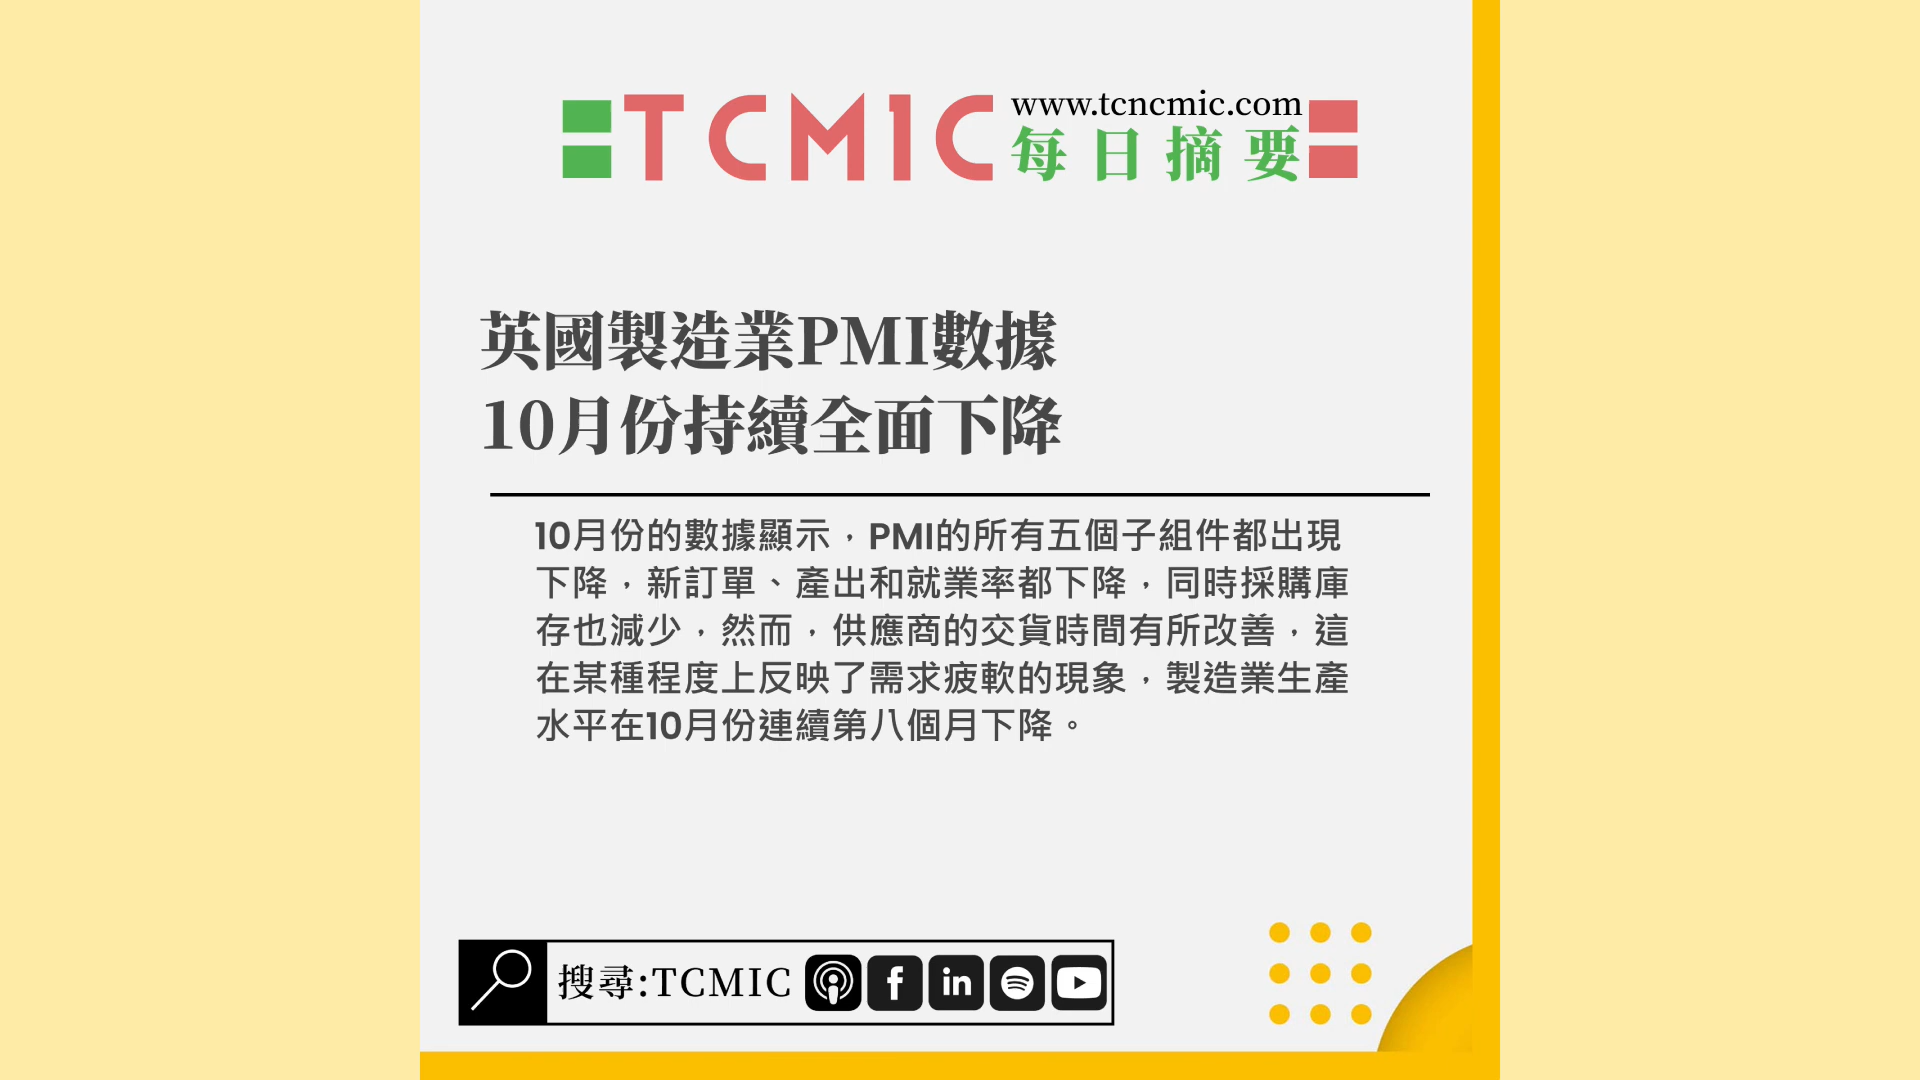 TCMIC
www.tcncmic.com
每日摘要
英國製造業PMI數據
10月份持續全面下降
10月份的數據顯示，PMI的所有五個子組件都出現
下降，新訂單、產出和就業率都下降，同時採購庫
存也減少，然而，供應商的交貨時間有所改善，這
在某種程度上反映了需求疲軟的現象，製造業生產
水平在10月份連續第八個月下降。
搜尋:TCMIC